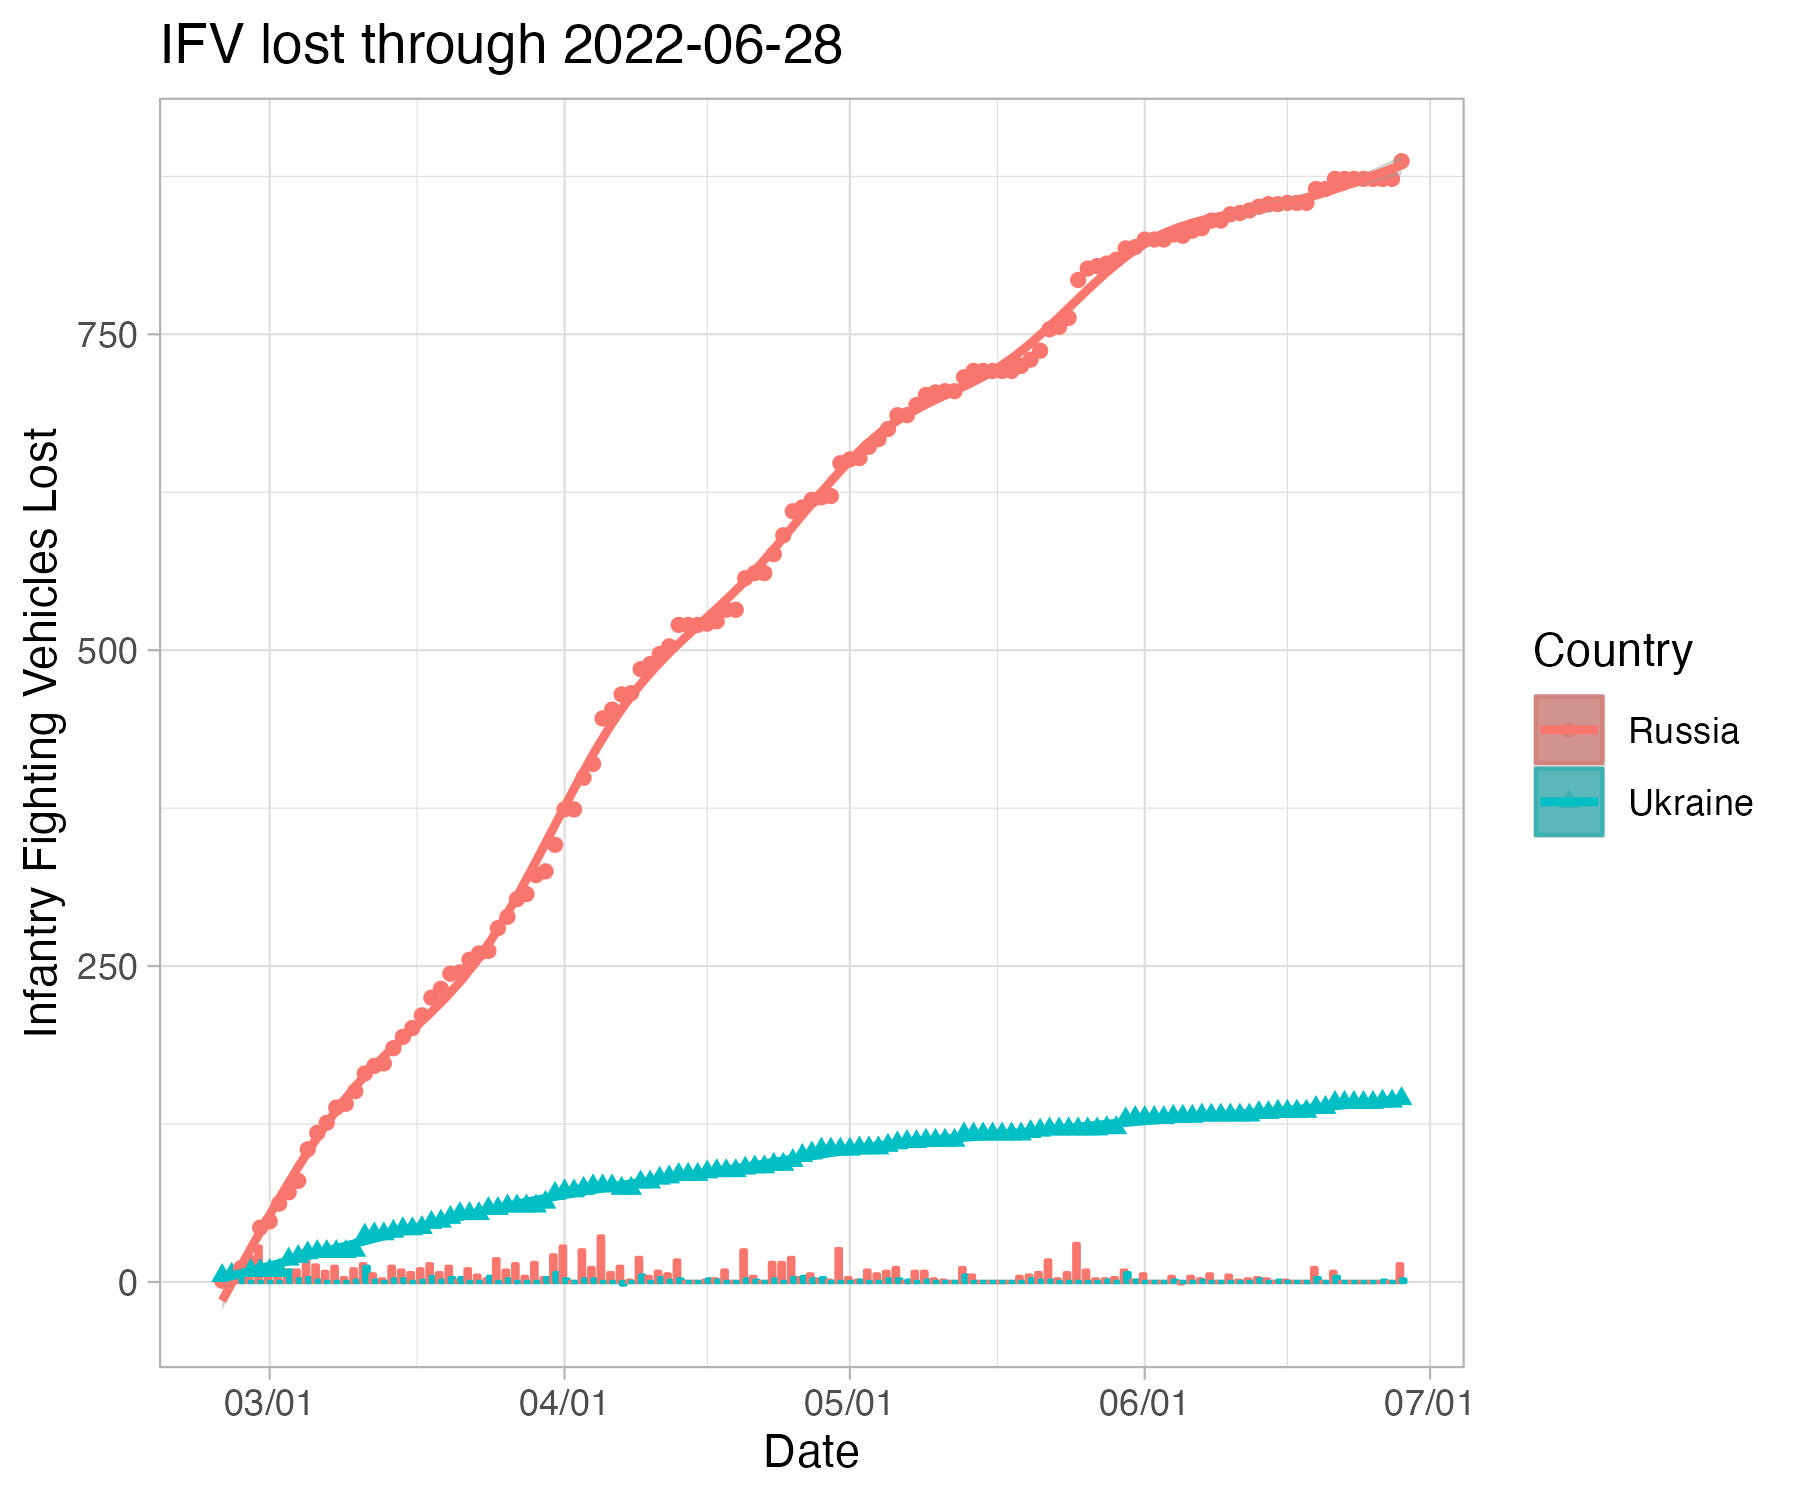 IFV lost through 2022-06-28
Infantry Fighting Vehicles Lost
750
500
250
0
03/01
04/01
05/01
06/01
07/01
Date
Country
Russia
Ukraine